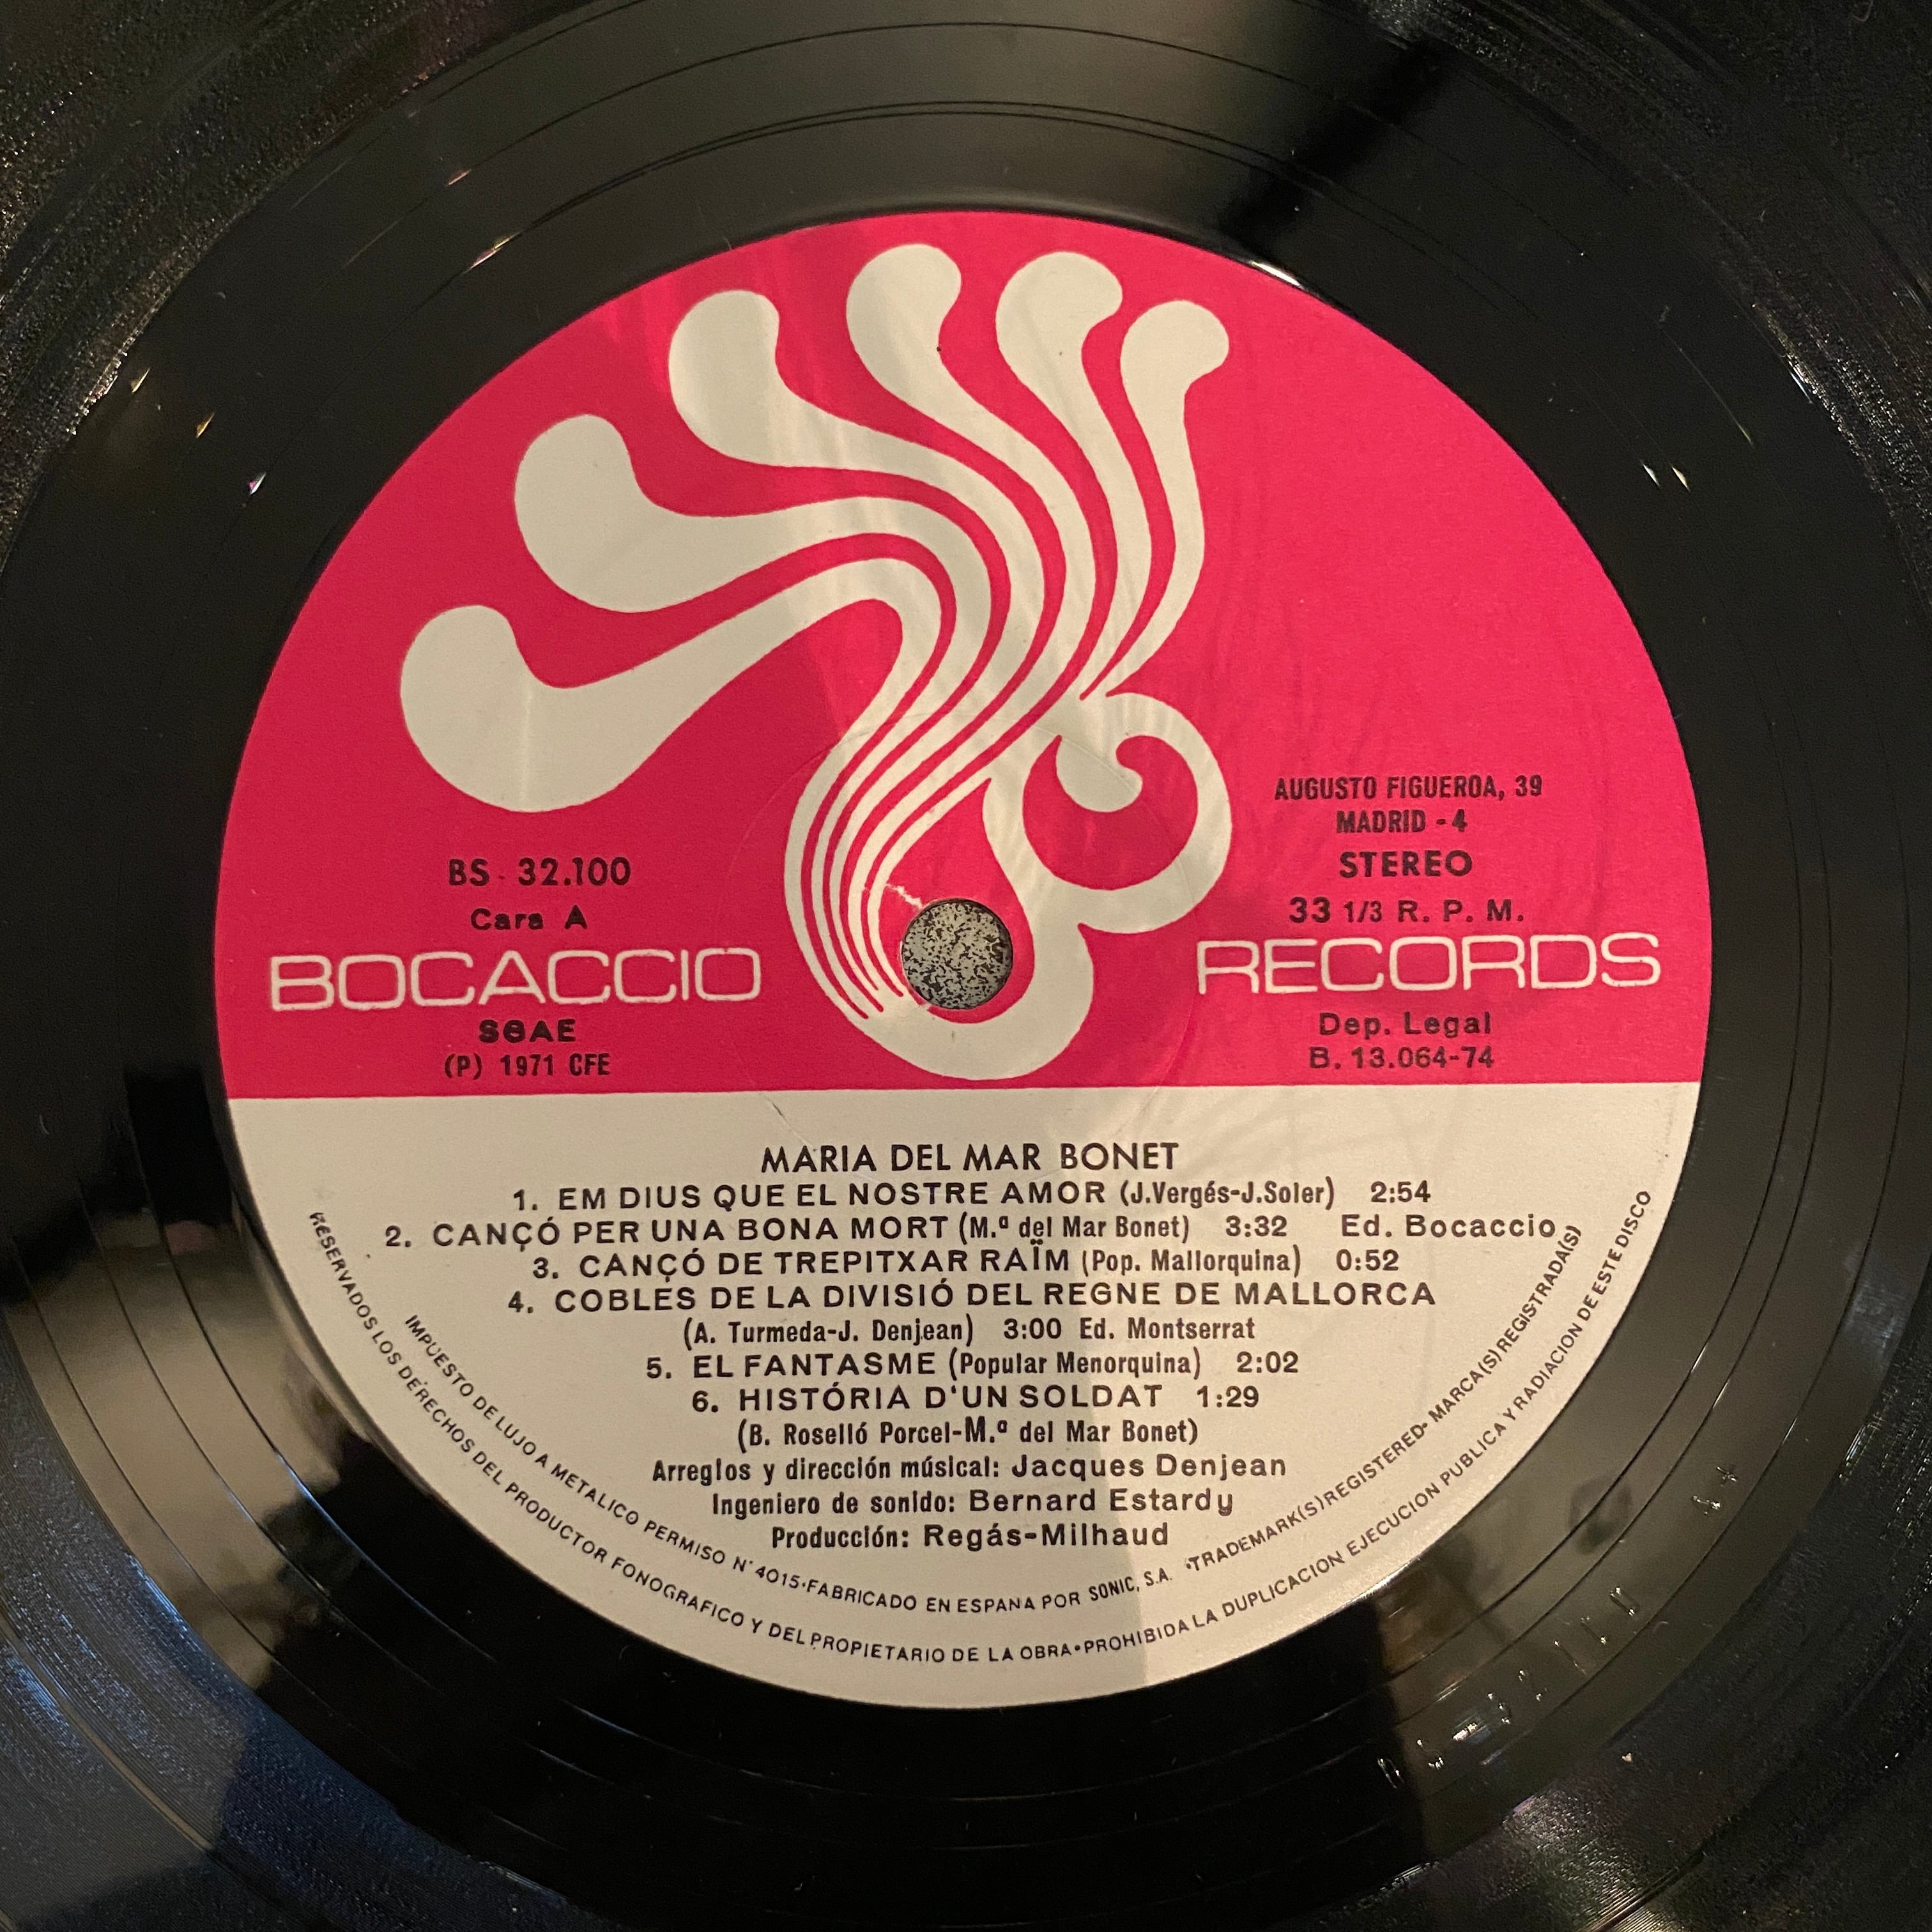 AUGUSTO FIGUEROA, 39
MADRID - 4
STEREO
33 1/3 R. P. M.
BS - 32.100
Cara A
BOCACCIO RECORDS
SGAE
(P) 1971 CFE
Dep. Legal
B. 13.064-74
MARIA DEL MAR BONET
1. EM DIUS QUE EL NOSTRE AMOR (J.Vergés-J.Soler) 2:54
2. CANÇÓ PER UNA BONA MORT (M.ª del Mar Bonet) 3:32 Ed. Bocaccio
3. CANÇÓ DE TREPITXAR RAÏM (Pop. Mallorquina) 0:52
4. COBLES DE LA DIVISIÓ DEL REGNE DE MALLORCA
(A. Turmeda-J. Denjean) 3:00 Ed. Montserrat
5. EL FANTASME (Popular Menorquina) 2:02
6. HISTÓRIA D'UN SOLDAT 1:29
(B. Roselló Porcel-M.ª del Mar Bonet)
Arreglos y dirección músical: Jacques Denjean
Ingeniero de sonido: Bernard Estardy
Producción: Regás-Milhaud
IMPUESTO DE LUJO A METALICO PERMISO N° 4015·FABRICADO EN ESPANA POR SONIC, S.A. ·TRADEMARK(S) REGISTERED· MARCA(S) REGISTRADA(S)
RESERVADOS LOS DERECHOS DEL PRODUCTOR FONOGRAFICO Y DEL PROPIETARIO DE LA OBRA·PROHIBIDA LA DUPLICACION, EJECUCION PUBLICA Y RADIACION DE ESTE DISCO